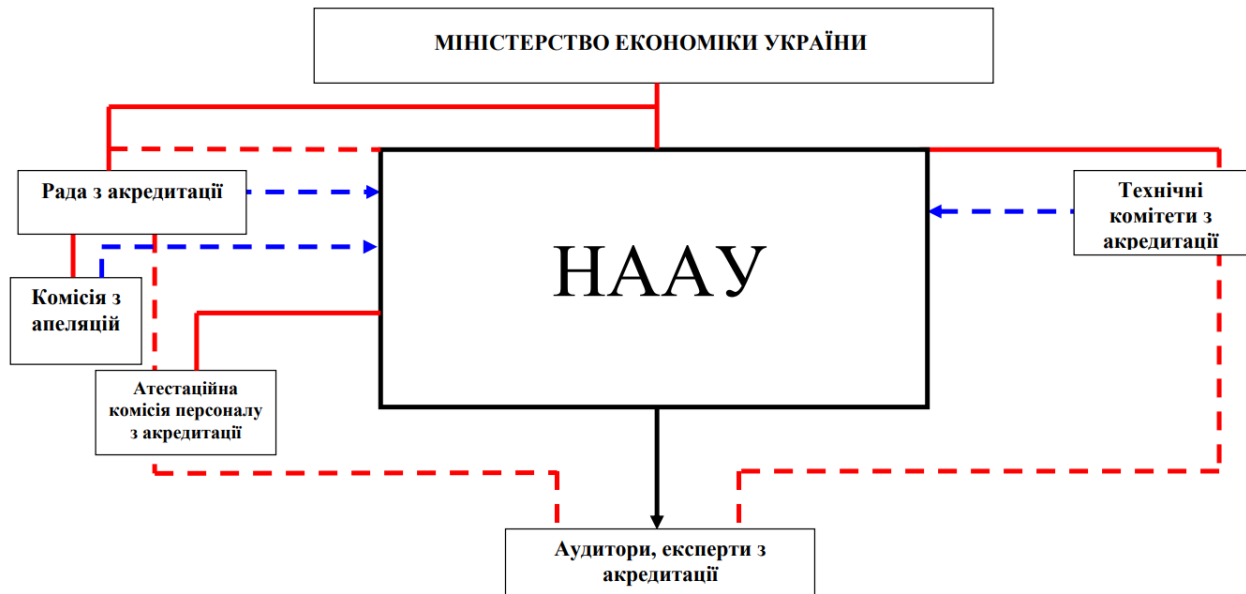 МІНІСТЕРСТВО ЕКОНОМІКИ УКРАЇНИ
Рада з акредитації
Технічні
комітети з
акредитації
НААУ
Комісія з
апеляцій
Атестаційна
комісія персоналу
з акредитації
Аудитори, експерти з
акредитації